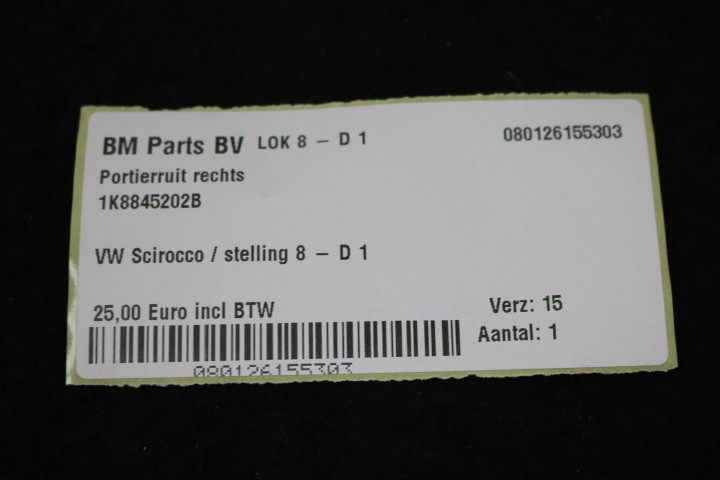 BM Parts BV LOK 8 – D 1 080126155303
Portierruit rechts
1K8845202B
VW Scirocco / stelling 8 – D 1
25,00 Euro incl BTW Verz: 15
Aantal: 1
080126155303